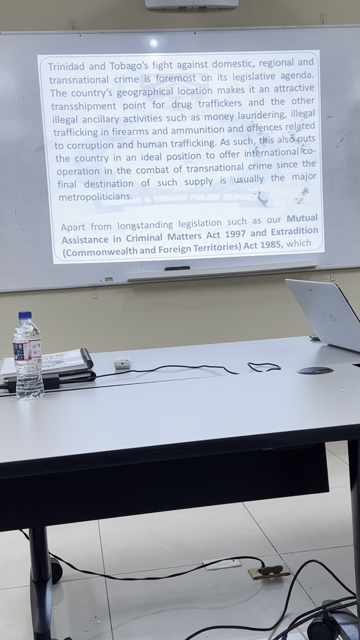 Trinidad and Tobago's fight against domestic, regional and
transnational crime is foremost on its legislative agenda.
The country's geographical location makes it an attractive
transshipment point for drug traffickers and the other
illegal ancillary activities such as money laundering, illegal
trafficking in firearms and ammunition and offences related
to corruption and human trafficking. As such, this also puts
the country in an ideal position to offer international co-
operation in the combat of transnational crime since the
final destination of such supply is usually the major
metropoliticians.
Apart from longstanding legislation such as our Mutual
Assistance in Criminal Matters Act 1997 and Extradition
(Commonwealth and Foreign Territories) Act 1985, which